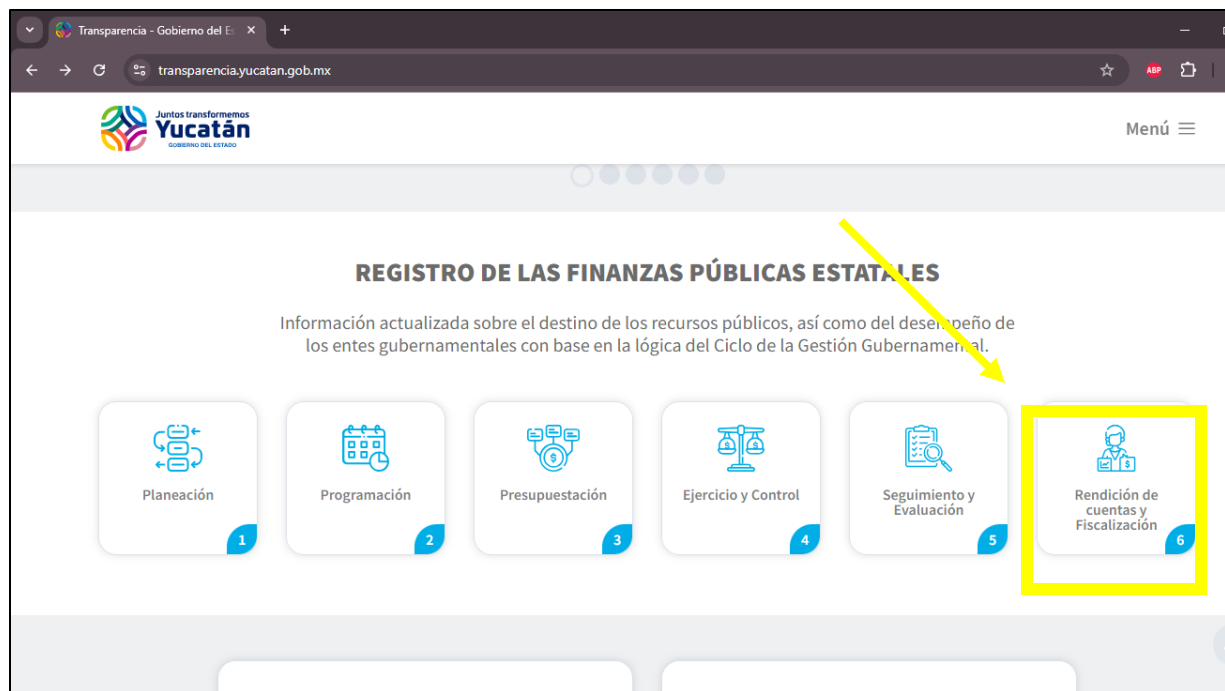 Transparencia - Gobierno del Es
transparencia.yucatan.gob.mx
ABP
Juntos transformemos
Yucatán
GOBIERNO DEL ESTADO
Menú
REGISTRO DE LAS FINANZAS PÚBLICAS ESTATALES
Información actualizada sobre el destino de los recursos públicos, así como del desempeño de
los entes gubernamentales con base en la lógica del Ciclo de la Gestión Gubernamental.
Planeación
1
Programación
2
Presupuestación
3
Ejercicio y Control
4
Seguimiento y
Evaluación
5
Rendición de
cuentas y
Fiscalización
6